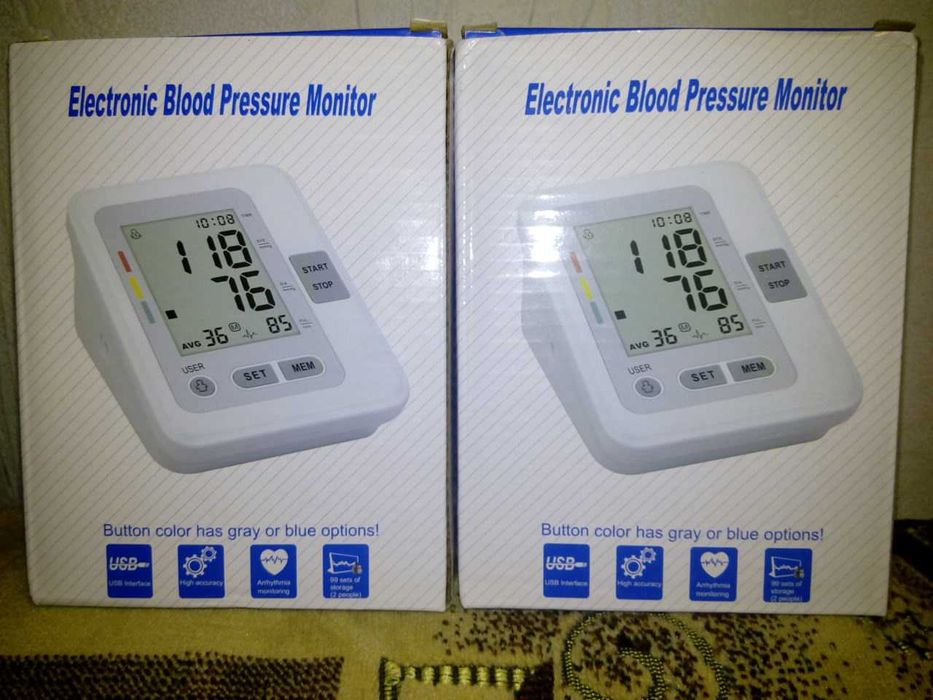 Electronic Blood Pressure Monitor
10:08
118
START
STOP
76
AVG 36 M 85
USER
SET
MEM
Button color has gray or blue options!
USB
USB Interface
High accuracy
Arrhythmia
monitoring
99 sets of
storage
(2 people)
Electronic Blood Pressure Monitor
10:08
118
START
STOP
76
AVG 36 M 85
USER
SET
MEM
Button color has gray or blue options!
USB
USB Interface
High accuracy
Arrhythmia
monitoring
99 sets of
storage
(2 people)